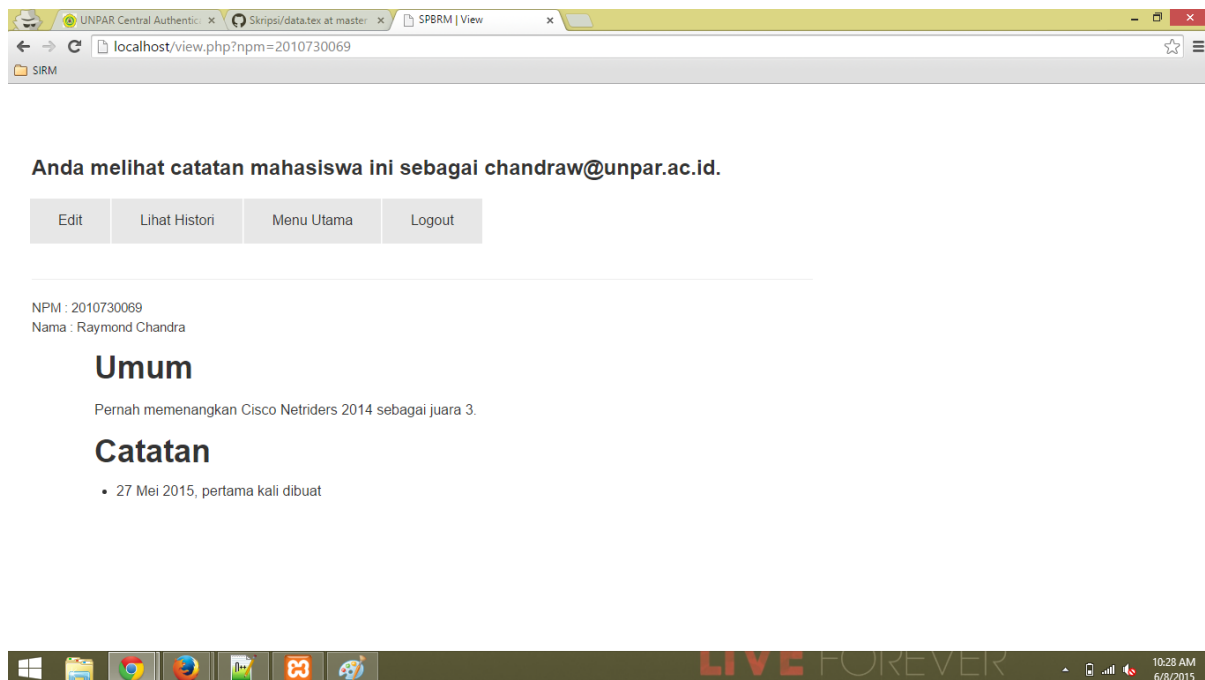 UNPAR Central Authentic
Skripsi/data.tex at master
SPBRM | View
localhost/view.php?npm=2010730069
SIRM
Anda melihat catatan mahasiswa ini sebagai chandraw@unpar.ac.id.
Edit
Lihat Histori
Menu Utama
Logout
NPM : 2010730069
Nama : Raymond Chandra
Umum
Pernah memenangkan Cisco Netriders 2014 sebagai juara 3.
Catatan
27 Mei 2015, pertama kali dibuat
LIVE FOREVER
10:28 AM
6/8/2015